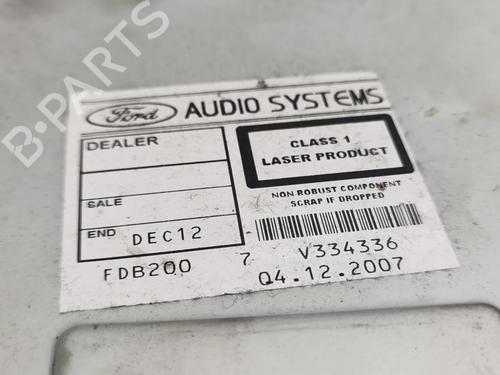 B-PARTS
Ford AUDIO SYSTEMS
DEALER
SALE
END DEC12
CLASS 1
LASER PRODUCT
NON ROBUST COMPONENT
SCRAP IF DROPPED
FDB200 7 V334336
04.12.2007